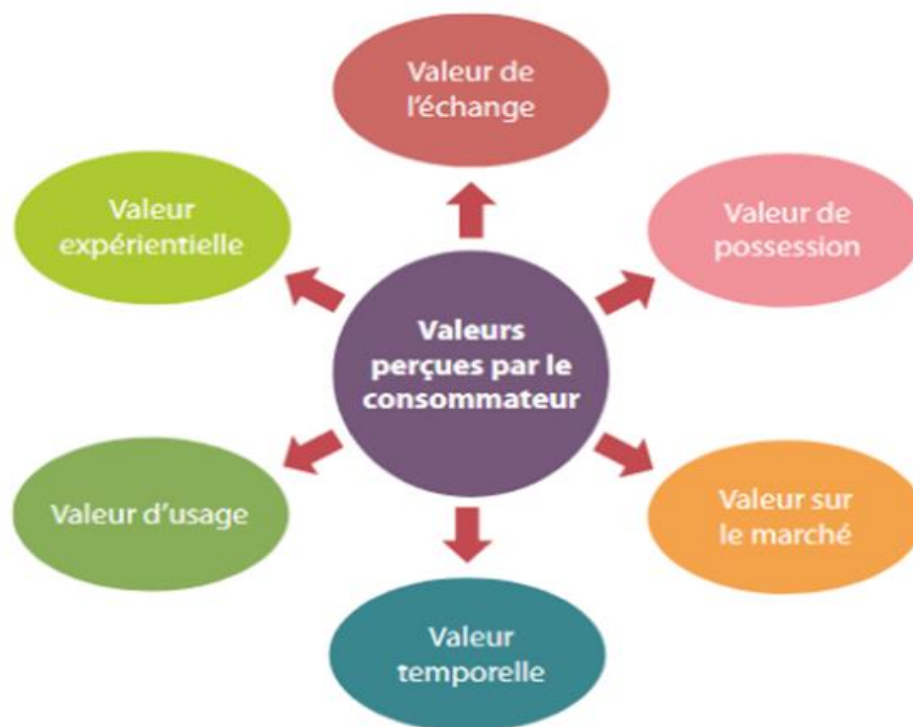 Valeur de
l'échange
Valeur
expérientielle
Valeur de
possession
Valeurs
perçues par le
consommateur
Valeur d'usage
Valeur sur
le marché
Valeur
temporelle